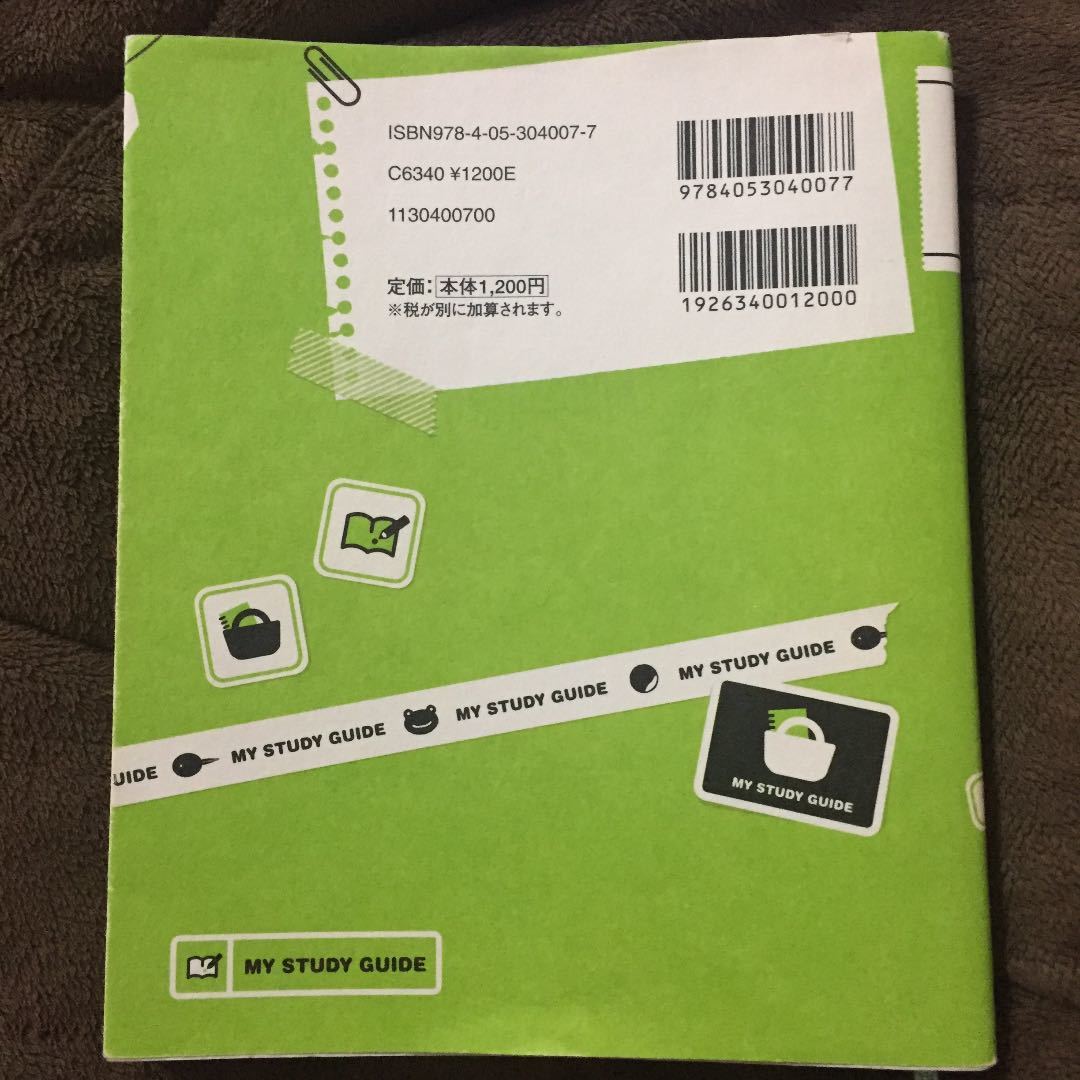 ISBN978-4-05-304007-7
C6340 ¥1200E
1130400700
定価：本体1,200円
※税が別に加算されます。
9784053040077
1926340012000
UIDE MY STUDY GUIDE MY STUDY GUIDE MY STUDY GUIDE
MY STUDY GUIDE
MY STUDY GUIDE